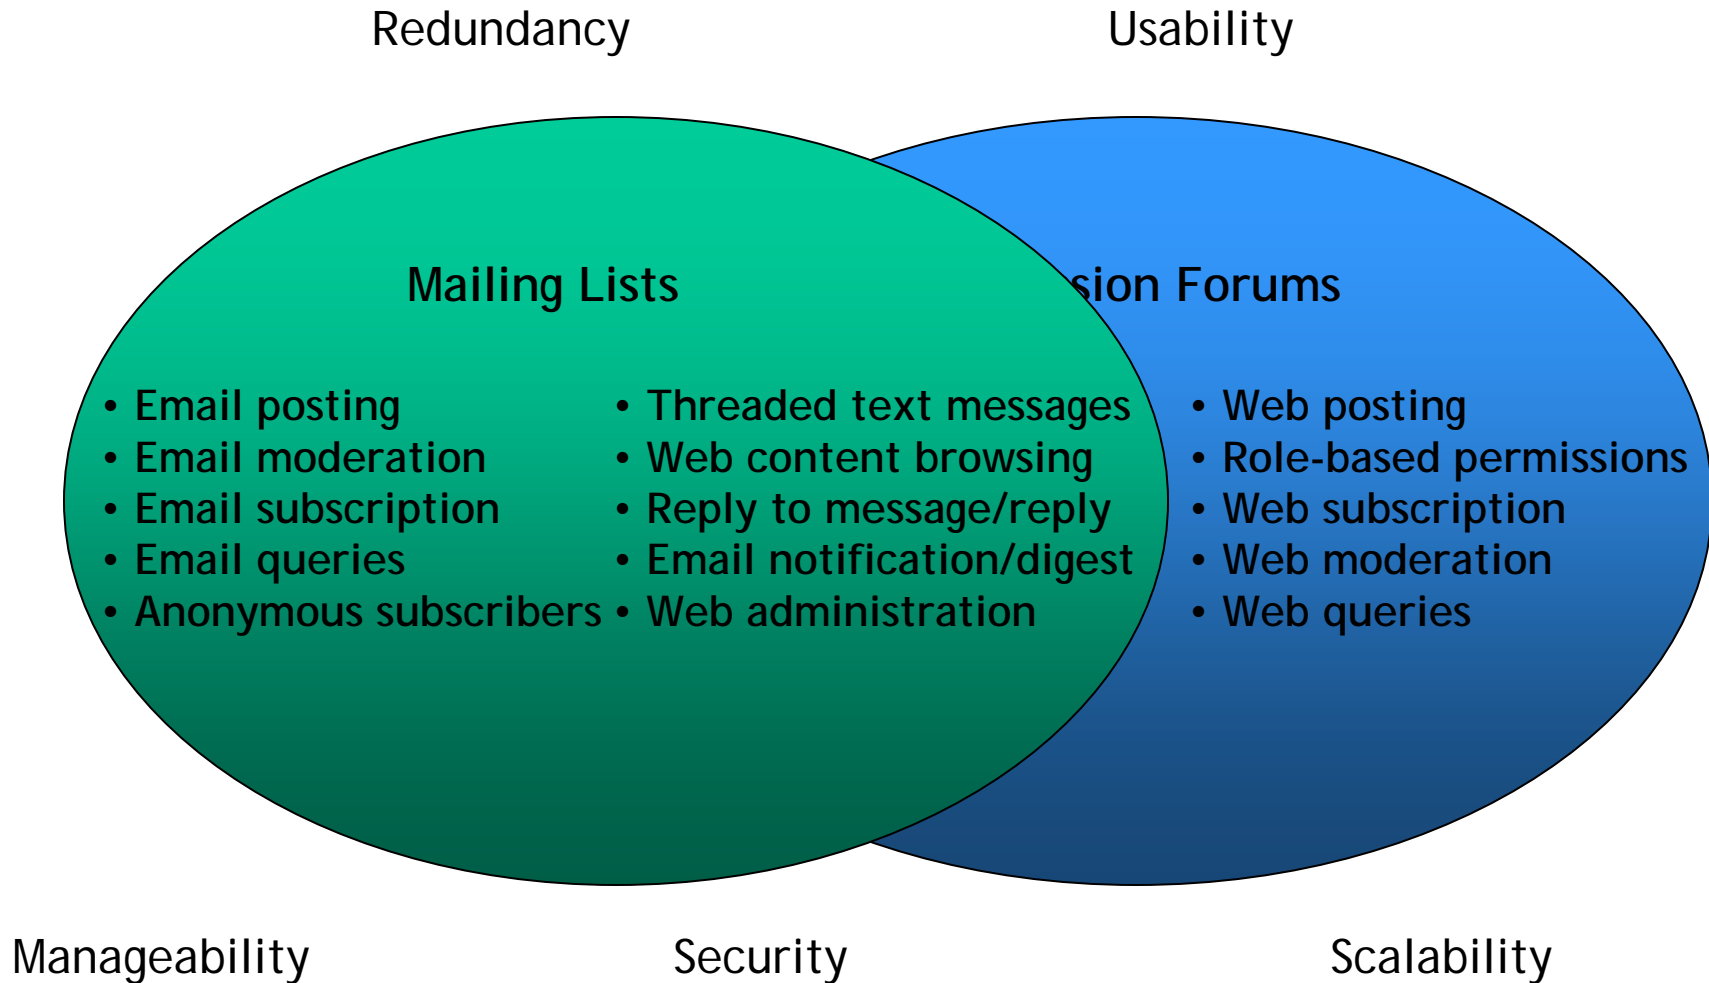 Redundancy
Usability
Mailing Lists
sion Forums
• Email posting
• Email moderation
• Email subscription
• Email queries
• Anonymous subscribers
• Threaded text messages
• Web content browsing
• Reply to message/reply
• Email notification/digest
• Web administration
• Web posting
• Role-based permissions
• Web subscription
• Web moderation
• Web queries
Manageability
Security
Scalability